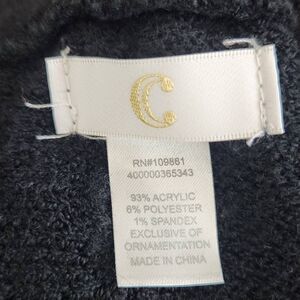 C
RN#109861
400000365343
93% ACRYLIC
6% POLYESTER
1% SPANDEX
EXCLUSIVE OF
ORNAMENTATION
MADE IN CHINA